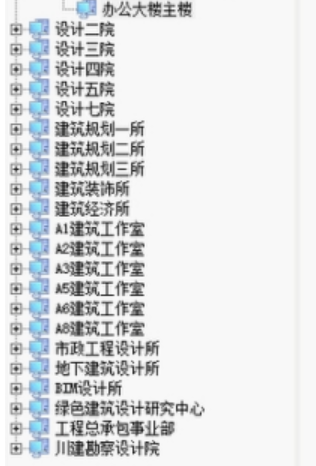 办公大楼主楼
设计二院
设计三院
设计四院
设计五院
设计七院
建筑规划一所
建筑规划二所
建筑规划三所
建筑装饰所
建筑经济所
A1建筑工作室
A2建筑工作室
A3建筑工作室
A5建筑工作室
A6建筑工作室
A8建筑工作室
市政工程设计所
地下建筑设计所
BIM设计所
绿色建筑设计研究中心
工程总承包事业部
川建勘察设计院